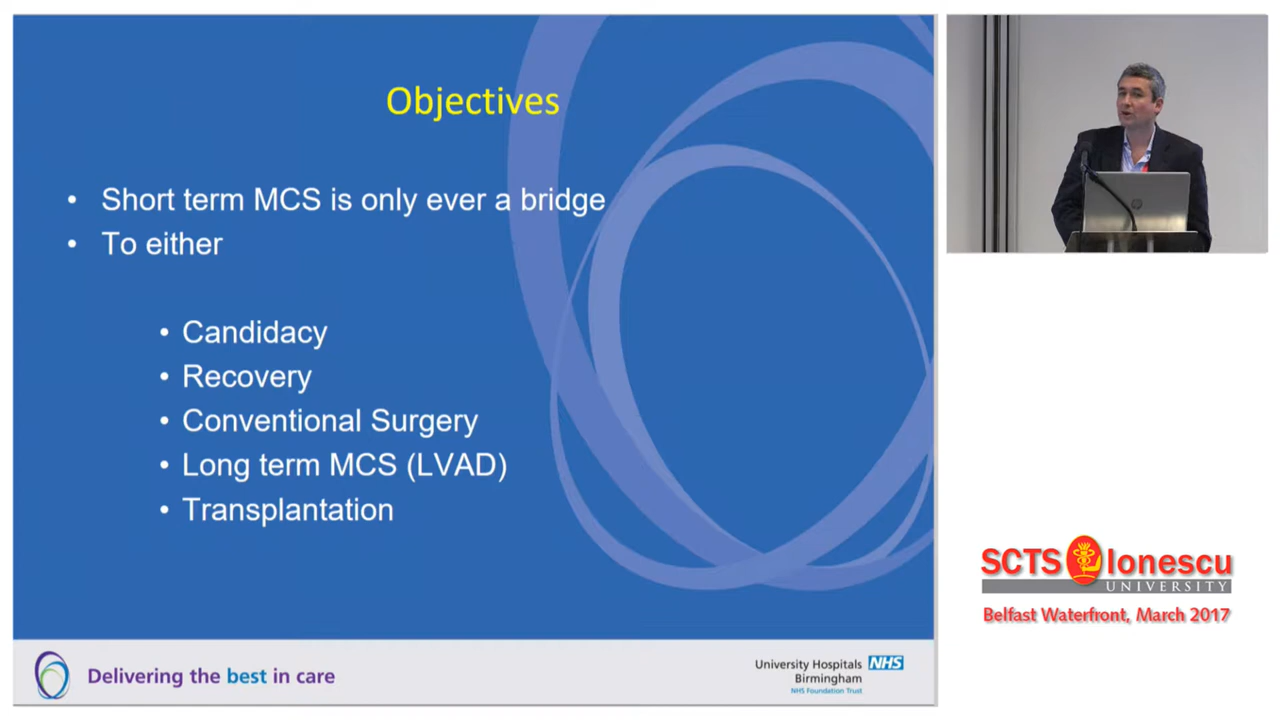 Objectives
• Short term MCS is only ever a bridge
• To either
• Candidacy
• Recovery
• Conventional Surgery
• Long term MCS (LVAD)
• Transplantation
Delivering the best in care
University Hospitals NHS
Birmingham
NHS Foundation Trust
SCTS Ionescu
UNIVERSITY
Belfast Waterfront, March 2017